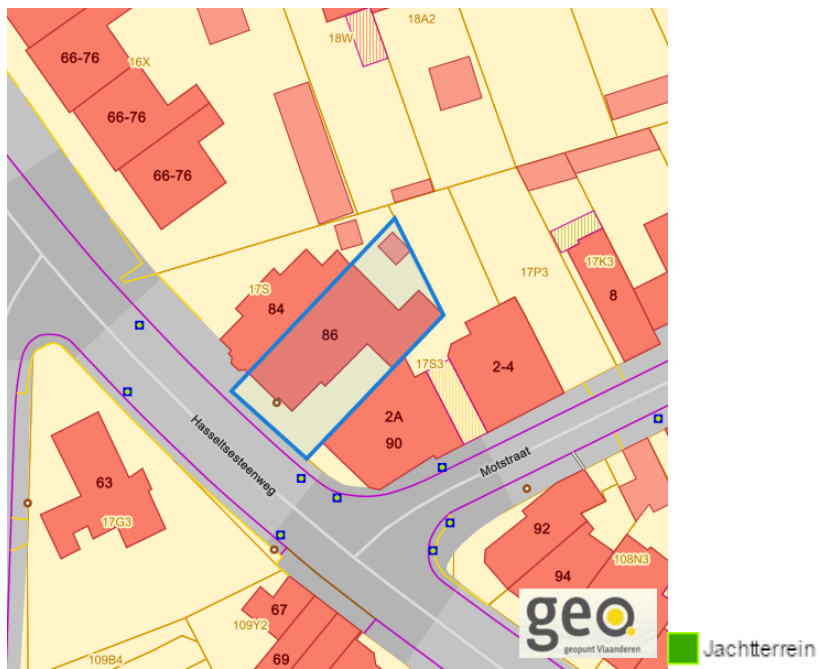 18A2
18W
66-76
16X
66-76
66-76
17P3
17K3
17S
84
8
86
17S3
2-4
2A
90
Hasseltsesteenweg
Motstraat
63
17G3
92
108N3
94
67
109Y2
69
109B4
geo
geopunt Vlaanderen
Jachtterrein